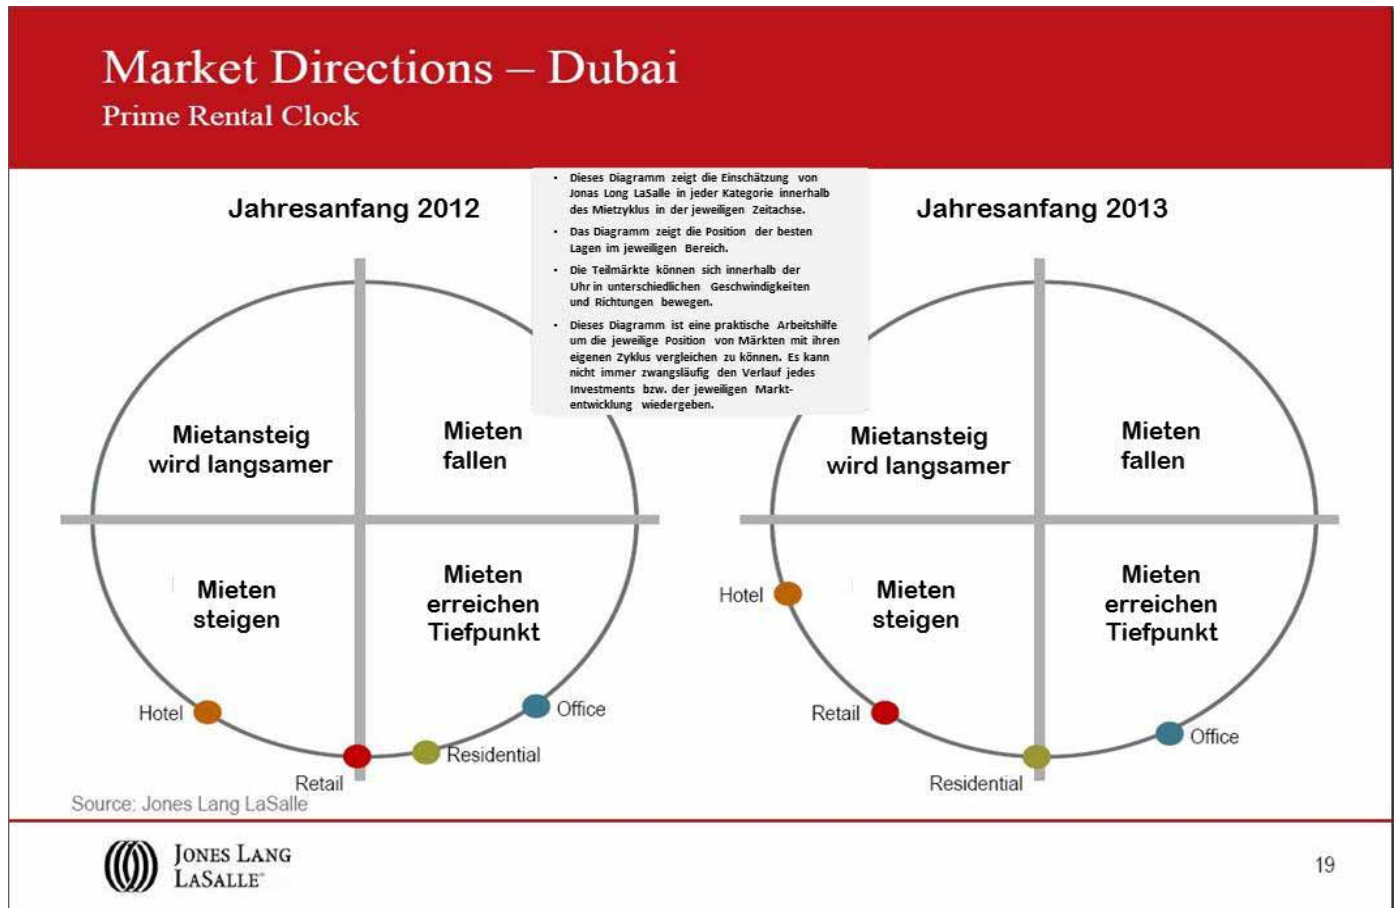 Market Directions – Dubai
Prime Rental Clock
Jahresanfang 2012
• Dieses Diagramm zeigt die Einschätzung von
Jonas Long LaSalle in jeder Kategorie innerhalb
des Mietzyklus in der jeweiligen Zeitachse.
• Das Diagramm zeigt die Position der besten
Lagen im jeweiligen Bereich.
• Die Teilmärkte können sich innerhalb der
Uhr in unterschiedlichen Geschwindigkeiten
und Richtungen bewegen.
• Dieses Diagramm ist eine praktische Arbeitshilfe
um die jeweilige Position von Märkten mit ihren
eigenen Zyklus vergleichen zu können. Es kann
nicht immer zwangsläufig den Verlauf jedes
Investments bzw. der jeweiligen Markt-
entwicklung wiedergeben.
Jahresanfang 2013
Mietansteig
wird langsamer
Mieten
fallen
Mieten
steigen
Mieten
erreichen
Tiefpunkt
Hotel
Retail
Residential
Office
Mietansteig
wird langsamer
Mieten
fallen
Mieten
steigen
Mieten
erreichen
Tiefpunkt
Hotel
Retail
Residential
Office
Source: Jones Lang LaSalle
JONES LANG
LASALLE
19